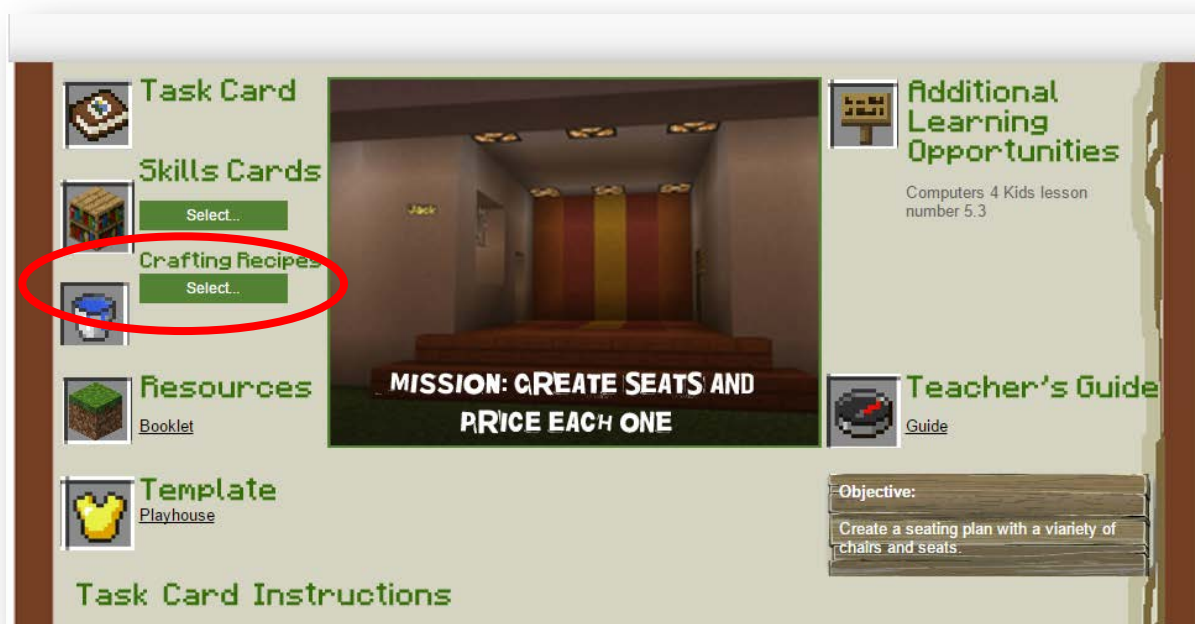 Task Card
Skills Cards
Select...
Crafting Recipes
Select...
Resources
Booklet
Template
Playhouse
Jack
MISSION: CREATE SEATS AND
PRICE EACH ONE
Additional
Learning
Opportunities
Computers 4 Kids lesson
number 5.3
Teacher's Guide
Guide
Objective:
Create a seating plan with a viariety of
chairs and seats.
Task Card Instructions